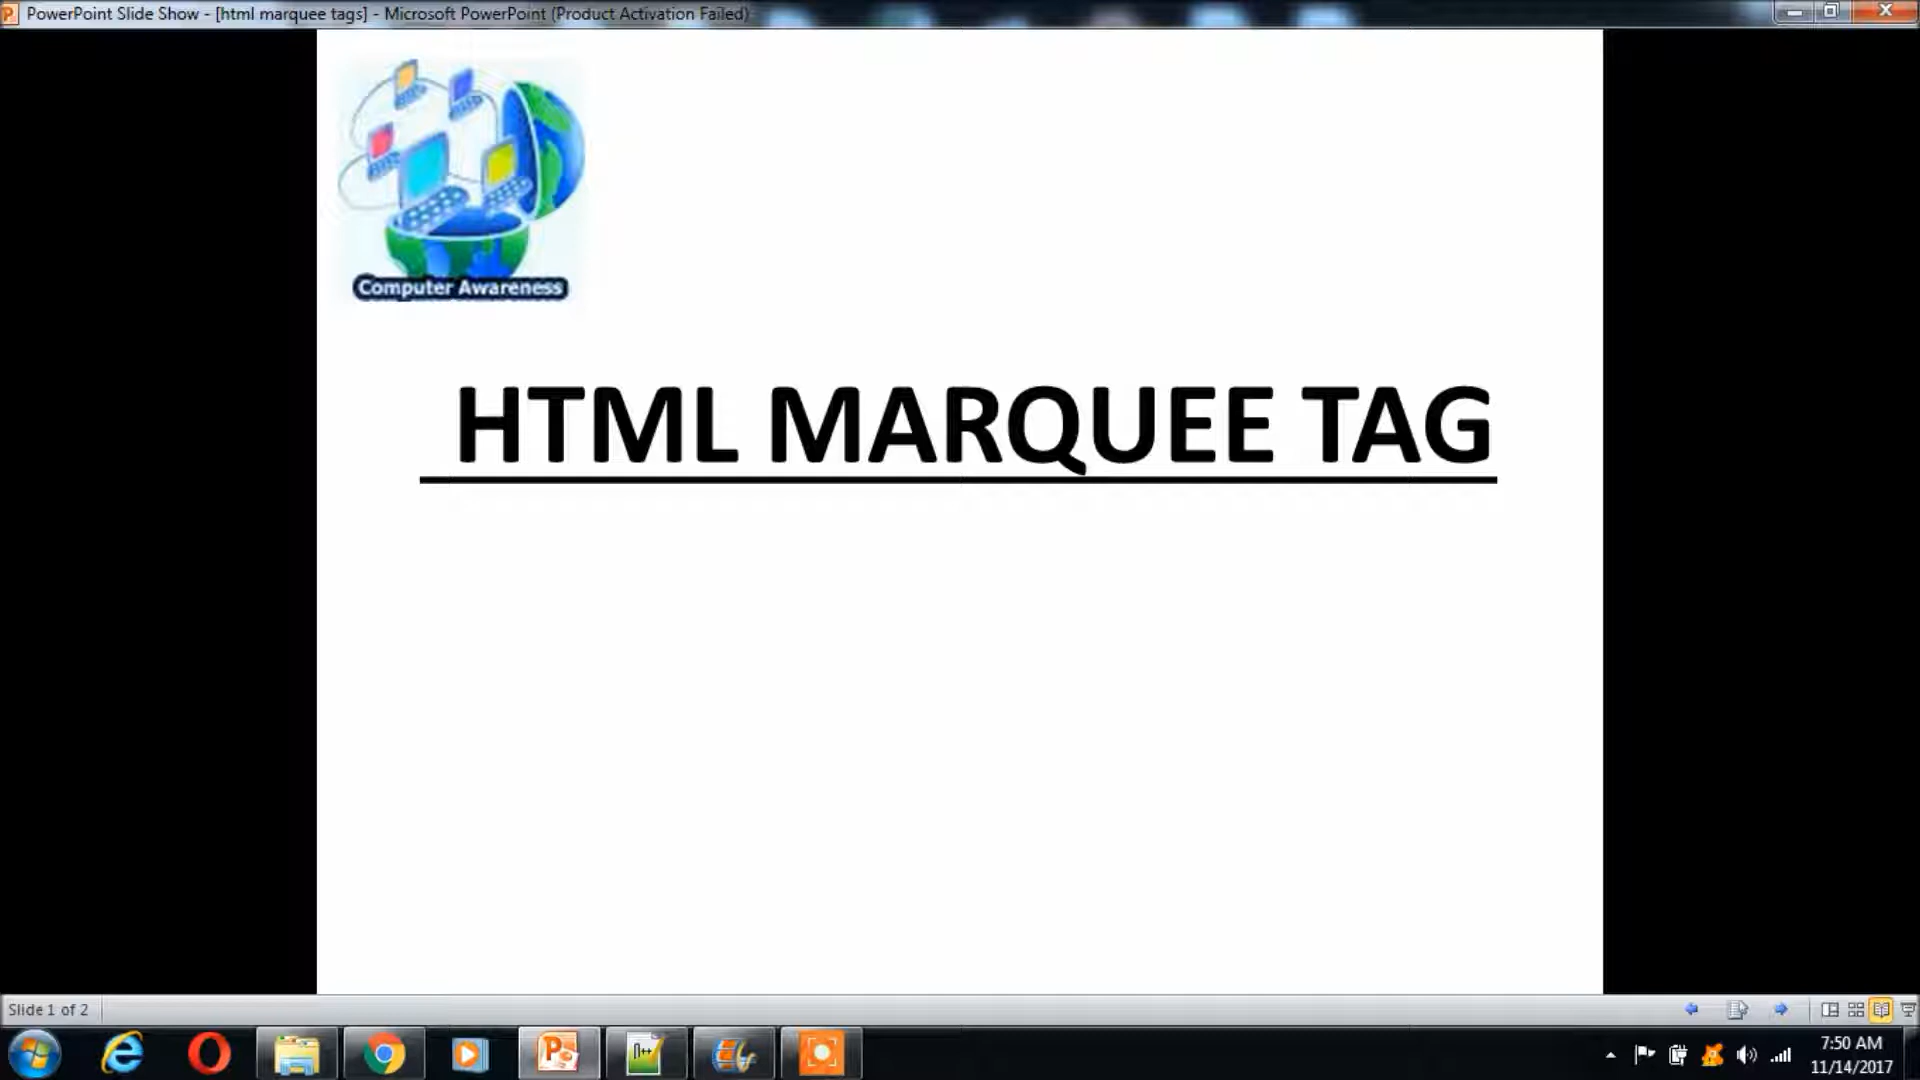 PowerPoint Slide Show - [html marquee tags] - Microsoft PowerPoint (Product Activation Failed)
Computer Awareness
HTML MARQUEE TAG
Slide 1 of 2
7:50 AM
11/14/2017